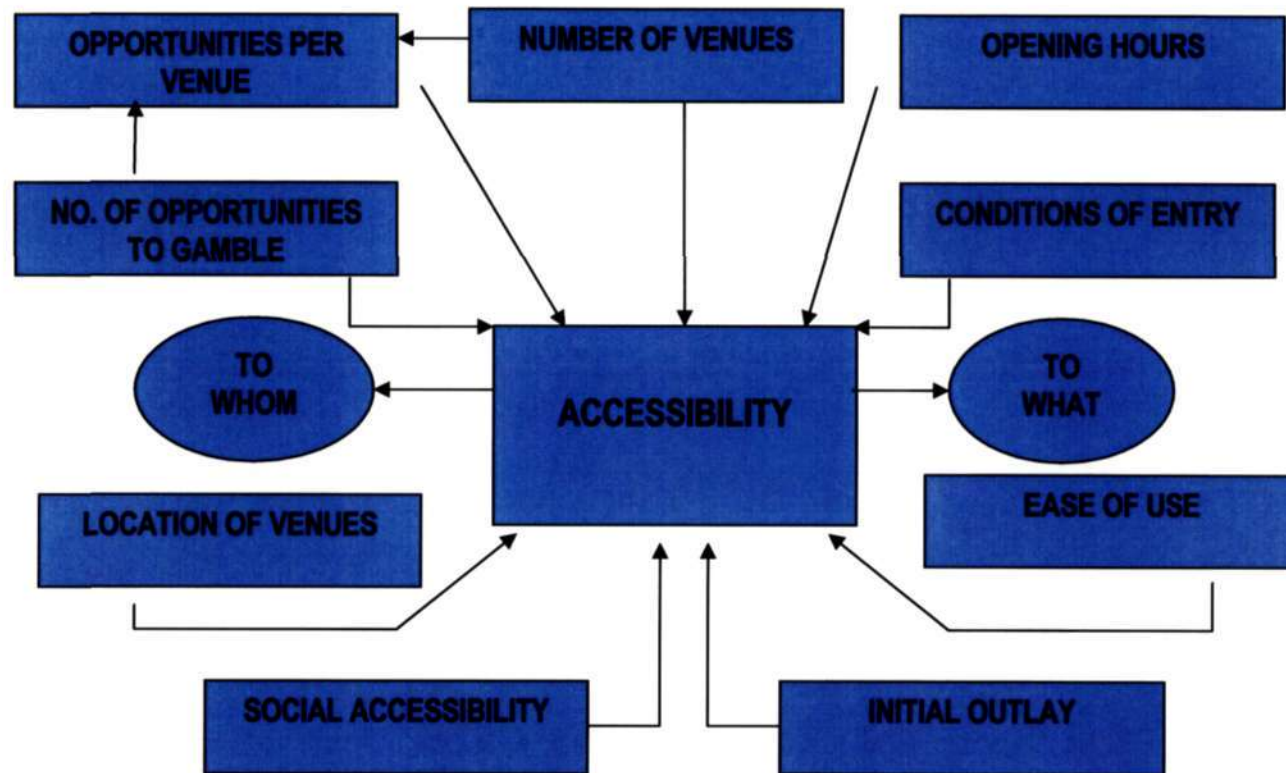 OPPORTUNITIES PER
VENUE
NUMBER OF VENUES
OPENING HOURS
NO. OF OPPORTUNITIES
TO GAMBLE
CONDITIONS OF ENTRY
TO
WHOM
ACCESSIBILITY
TO
WHAT
LOCATION OF VENUES
EASE OF USE
SOCIAL ACCESSIBILITY
INITIAL OUTLAY